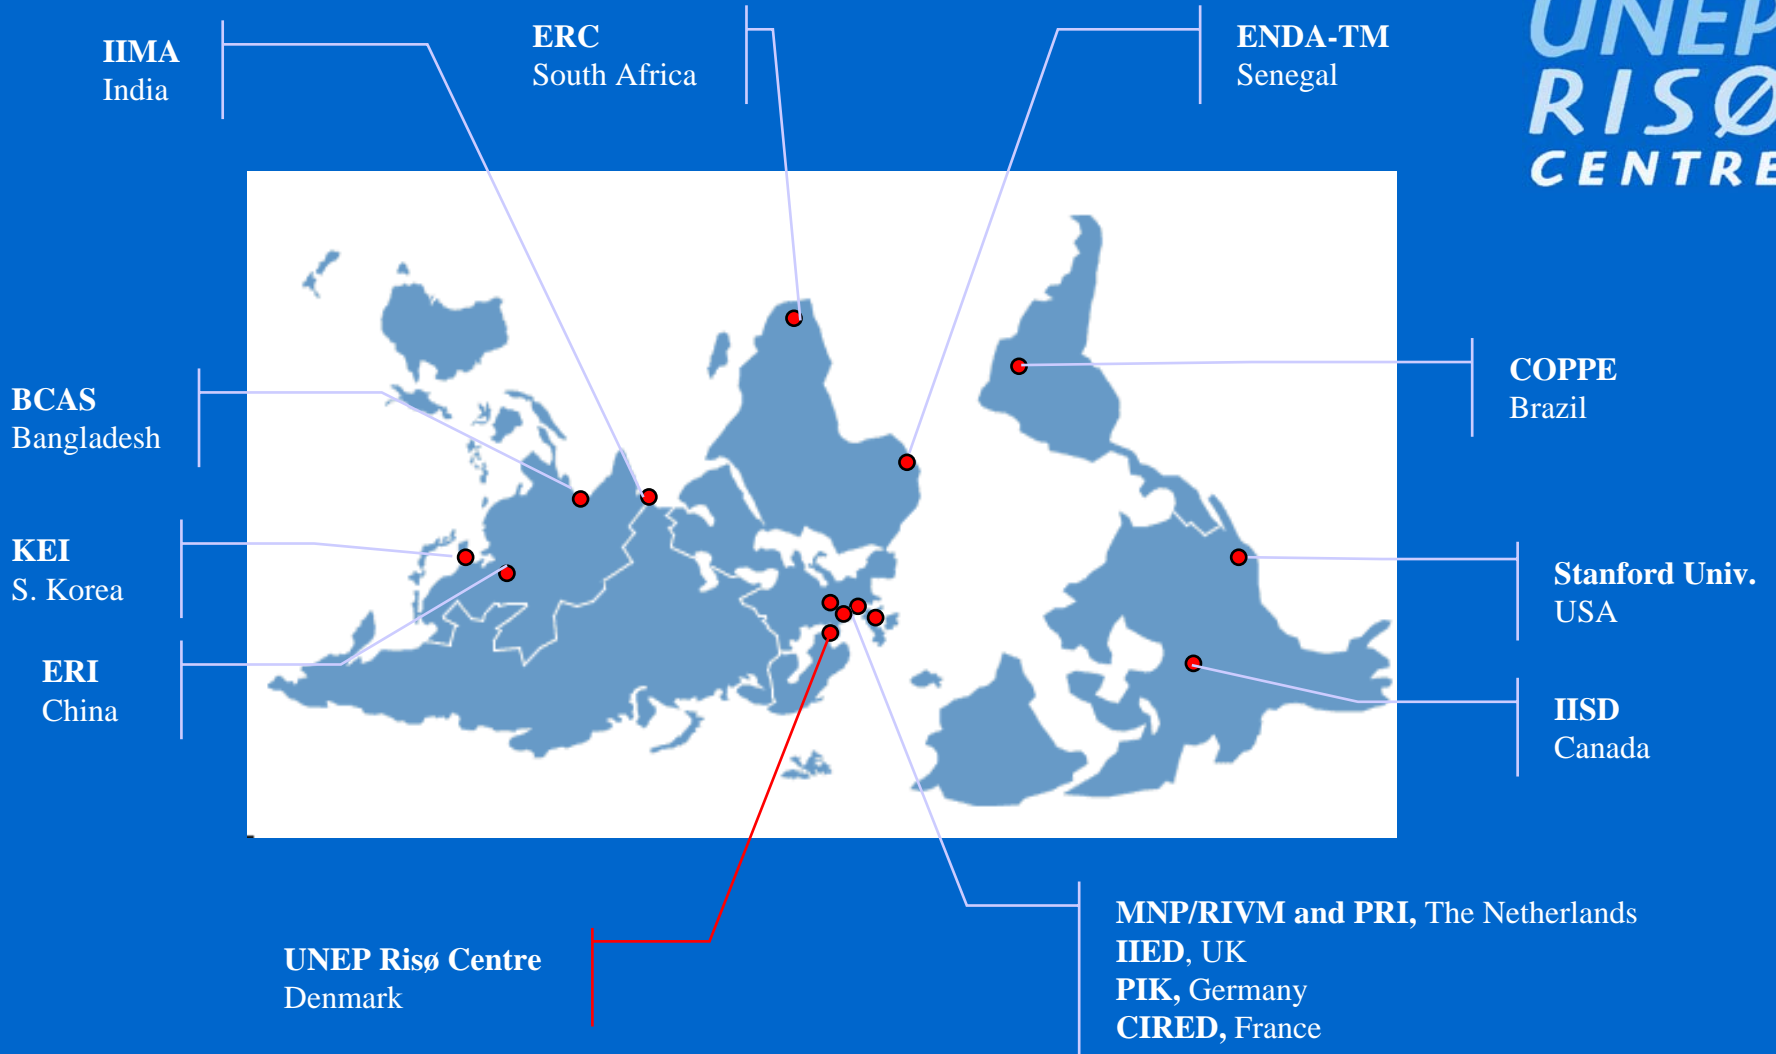 UNEP
RISØ
CENTRE
IIMA
India
ERC
South Africa
ENDA-TM
Senegal
BCAS
Bangladesh
COPPE
Brazil
KEI
S. Korea
Stanford Univ.
USA
ERI
China
IISD
Canada
UNEP Risø Centre
Denmark
MNP/RIVM and PRI, The Netherlands
IIED, UK
PIK, Germany
CIRED, France